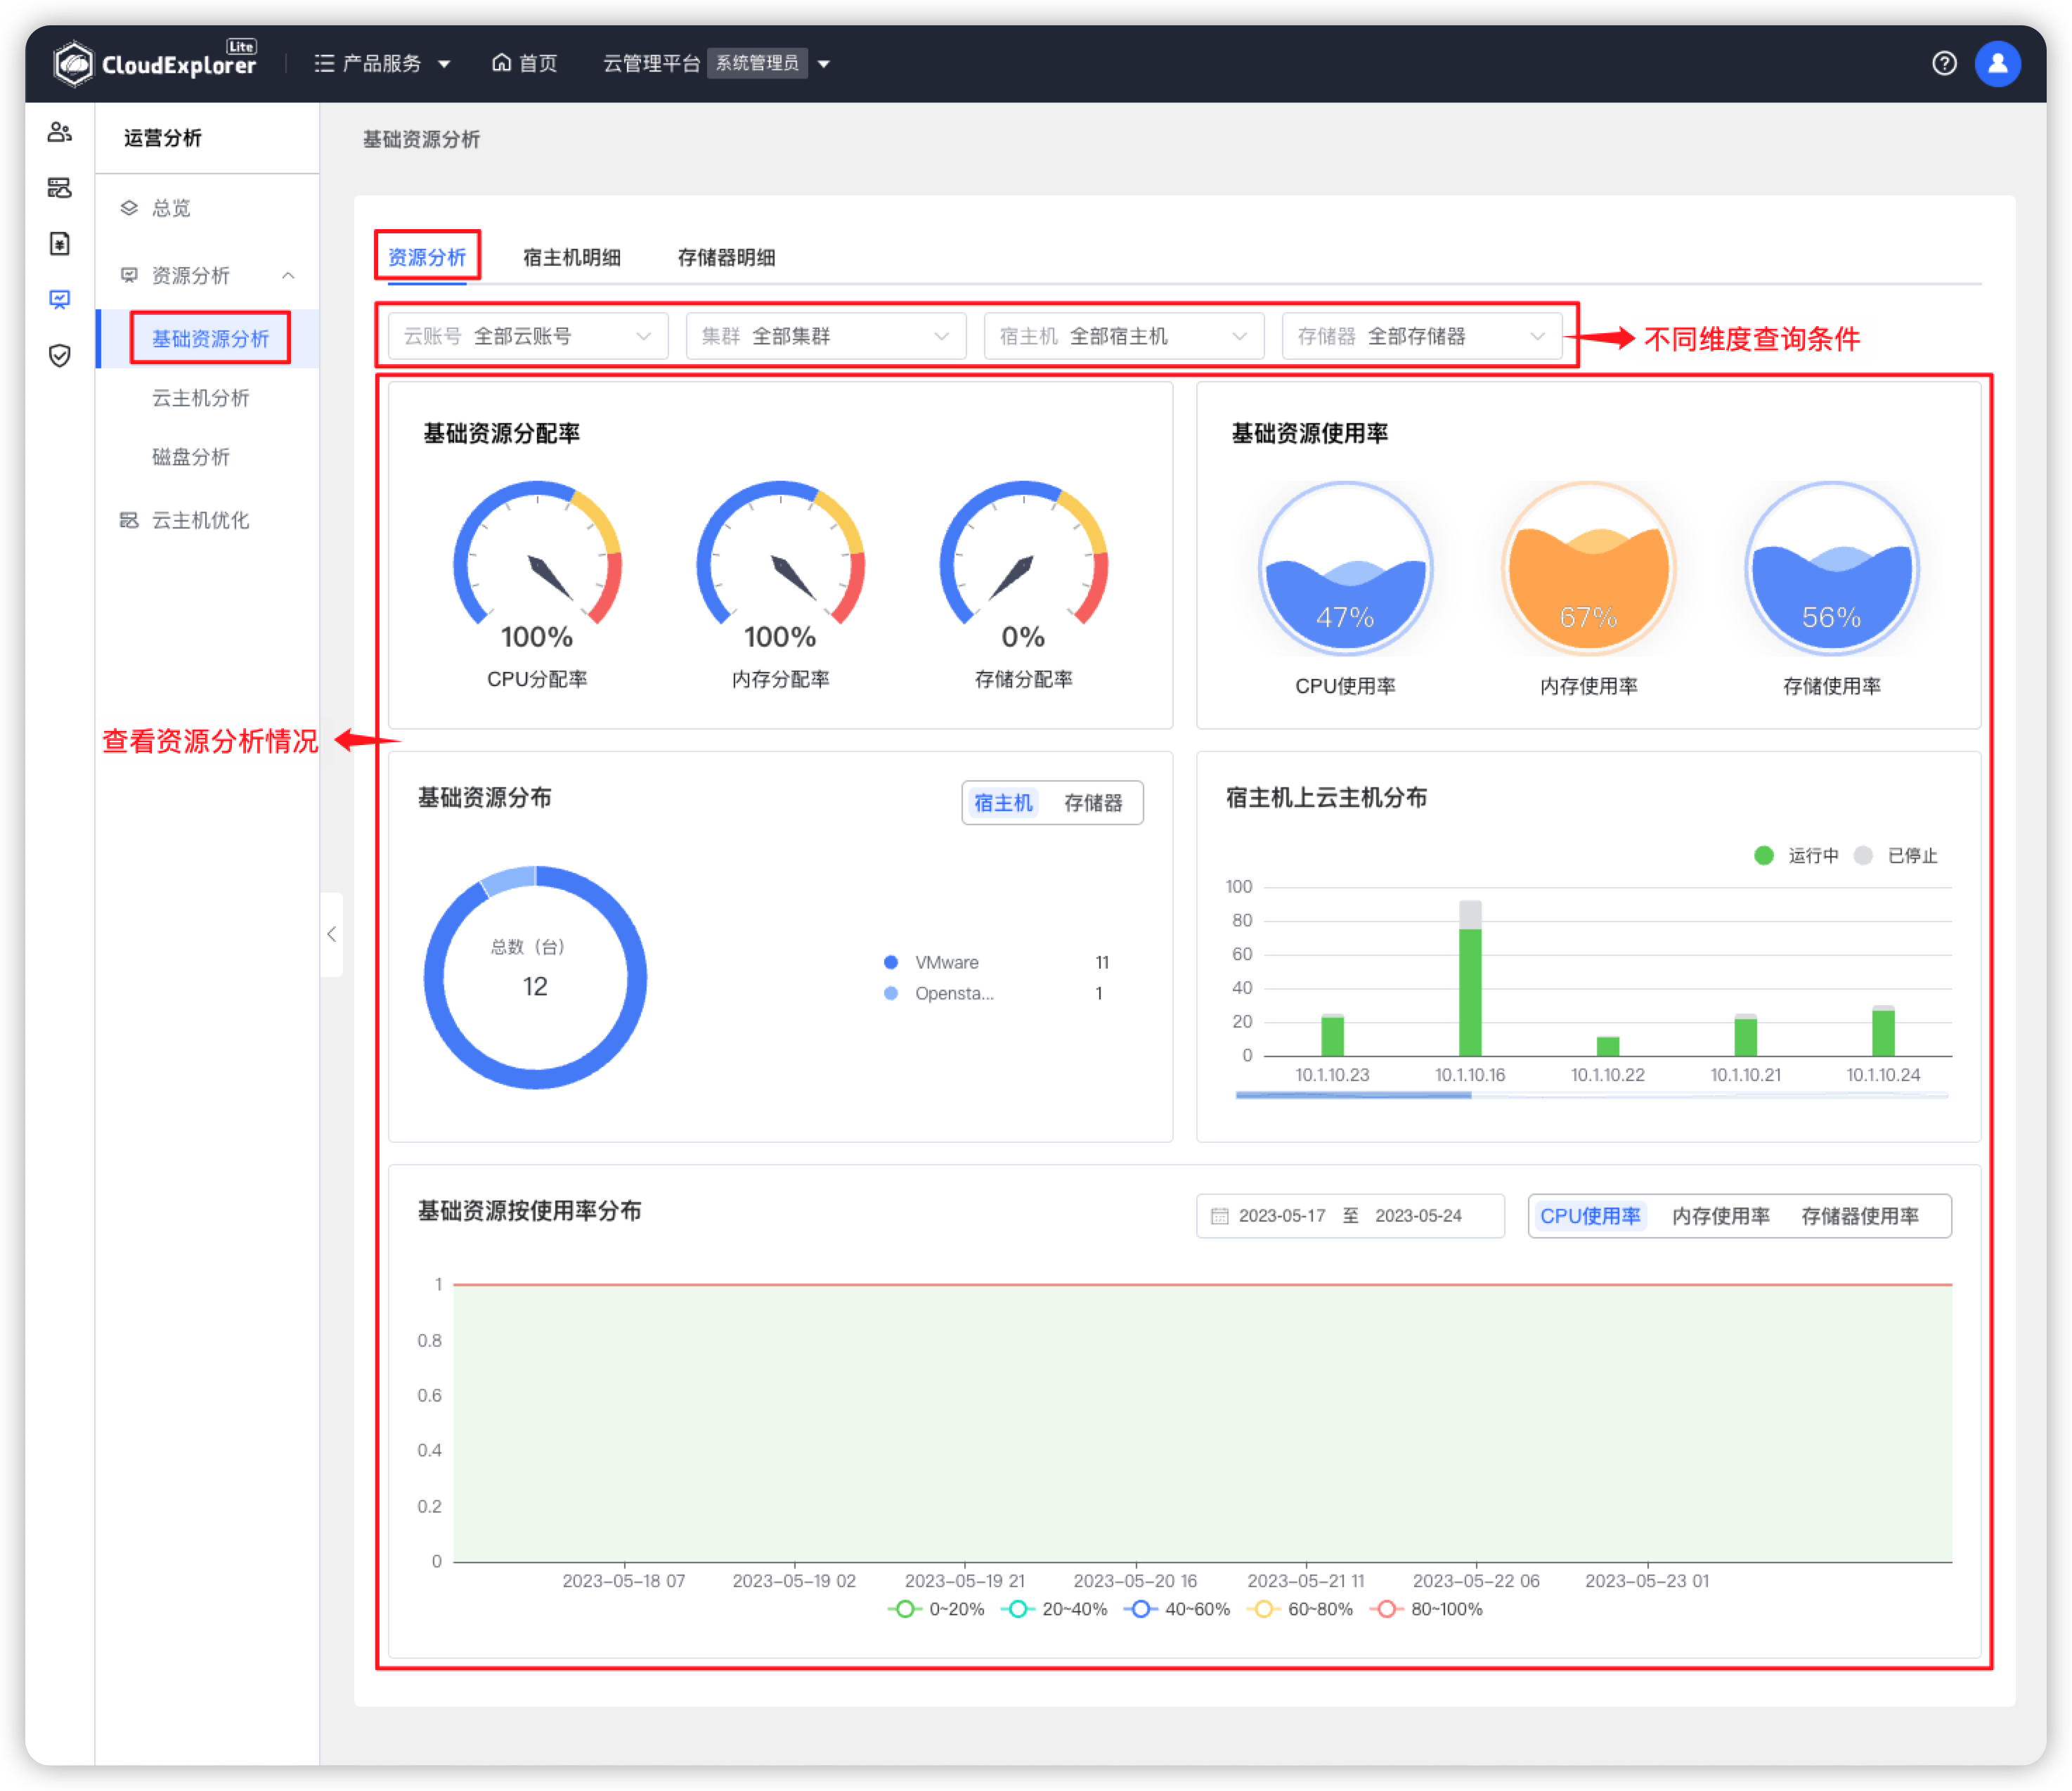 CloudExplorer Lite
产品服务
首页
云管理平台 系统管理员
运营分析
总览
资源分析
基础资源分析
云主机分析
磁盘分析
云主机优化
查看资源分析情况
基础资源分析
资源分析 宿主机明细 存储器明细
云账号 全部云账号 集群 全部集群 宿主机 全部宿主机 存储器 全部存储器
不同维度查询条件
基础资源分配率
100% 100% 0%
CPU分配率 内存分配率 存储分配率
基础资源使用率
47% 67% 56%
CPU使用率 内存使用率 存储使用率
基础资源分布
宿主机 存储器
总数（台）
12
VMware 11
Opensta... 1
宿主机上云主机分布
运行中 已停止
100
80
60
40
20
0
10.1.10.23 10.1.10.16 10.1.10.22 10.1.10.21 10.1.10.24
基础资源按使用率分布
2023-05-17 至 2023-05-24
CPU使用率 内存使用率 存储器使用率
1
0.8
0.6
0.4
0.2
0
2023-05-18 07 2023-05-19 02 2023-05-19 21 2023-05-20 16 2023-05-21 11 2023-05-22 06 2023-05-23 01
0~20% 20~40% 40~60% 60~80% 80~100%